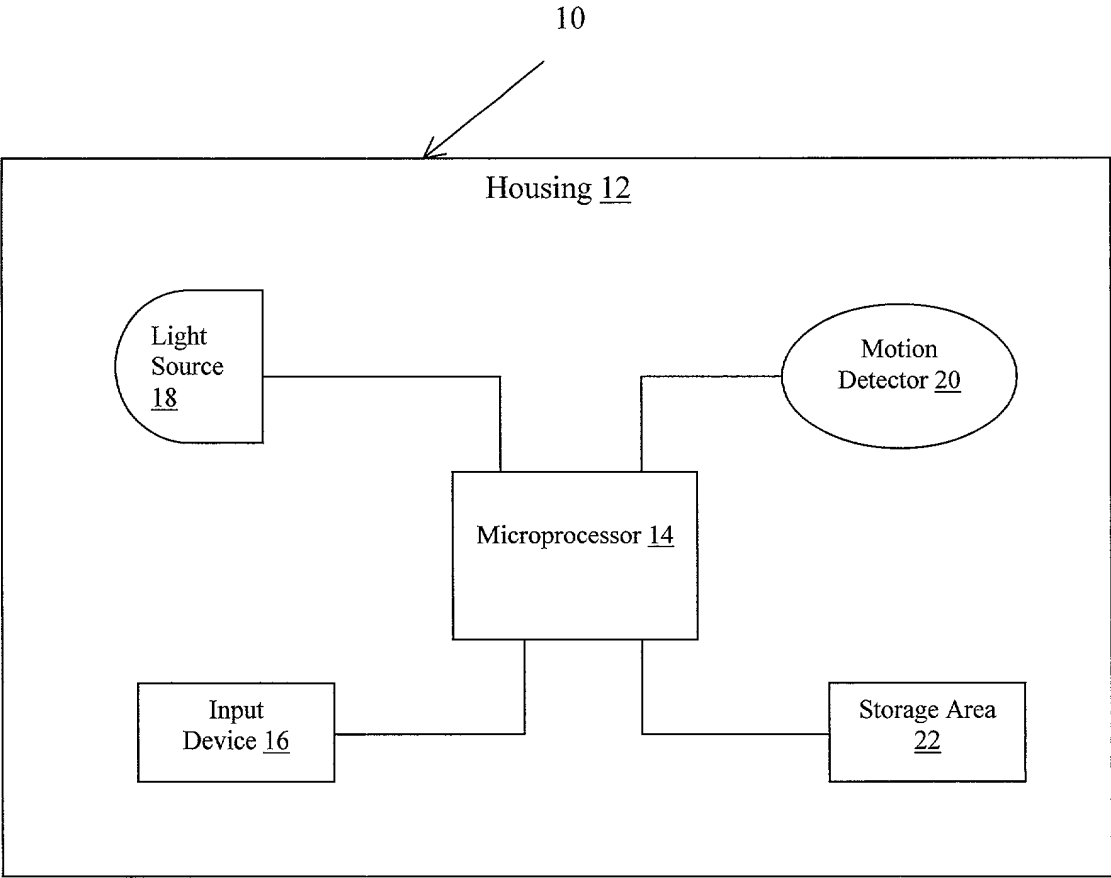 10
Housing 12
Light
Source
18
Motion
Detector 20
Microprocessor 14
Input
Device 16
Storage Area
22